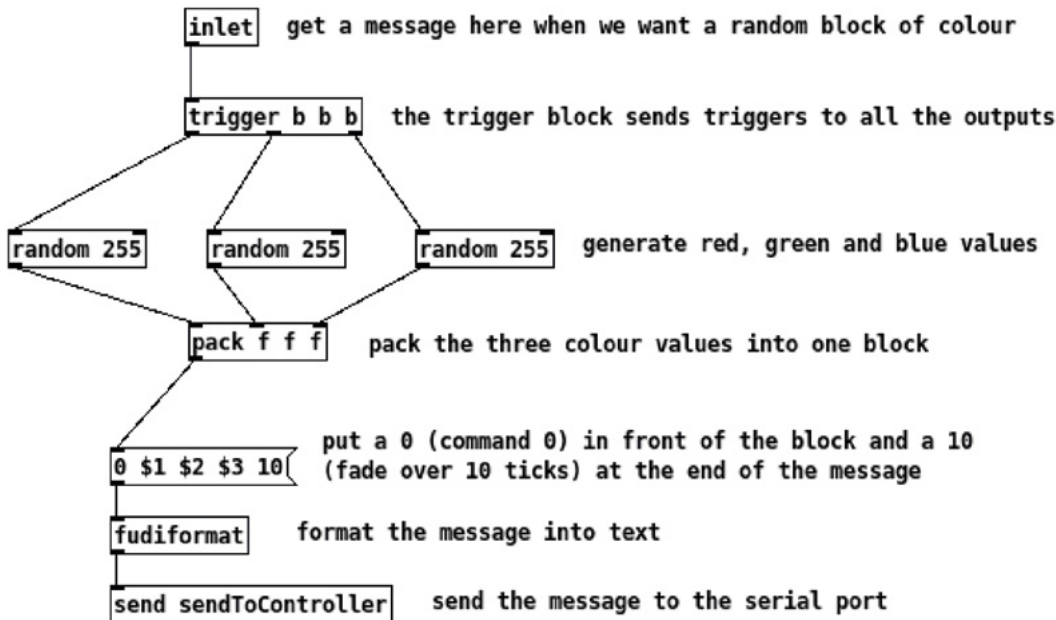 inlet get a message here when we want a random block of colour
trigger b b b the trigger block sends triggers to all the outputs
random 255 random 255 random 255 generate red, green and blue values
pack f f f pack the three colour values into one block
put a 0 (command 0) in front of the block and a 10
0 $1 $2 $3 10 (fade over 10 ticks) at the end of the message
fudiformat format the message into text
send sendToController send the message to the serial port